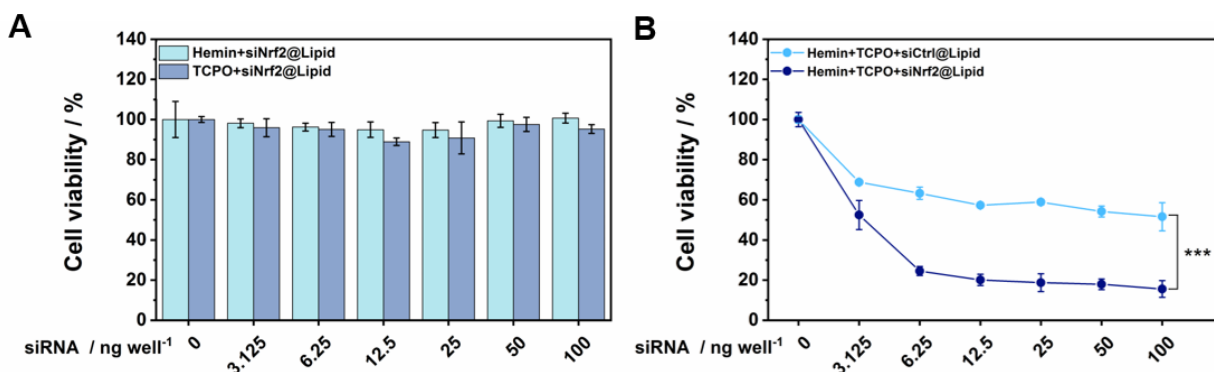 A
140
120
100
80
60
40
20
0
Cell viability / %
Hemin+siNrf2@Lipid
TCPO+siNrf2@Lipid
siRNA / ng well⁻¹
0 3.125 6.25 12.5 25 50 100
B
140
120
100
80
60
40
20
0
Cell viability / %
Hemin+TCPO+siCtrl@Lipid
Hemin+TCPO+siNrf2@Lipid
***
siRNA / ng well⁻¹
0 3.125 6.25 12.5 25 50 100